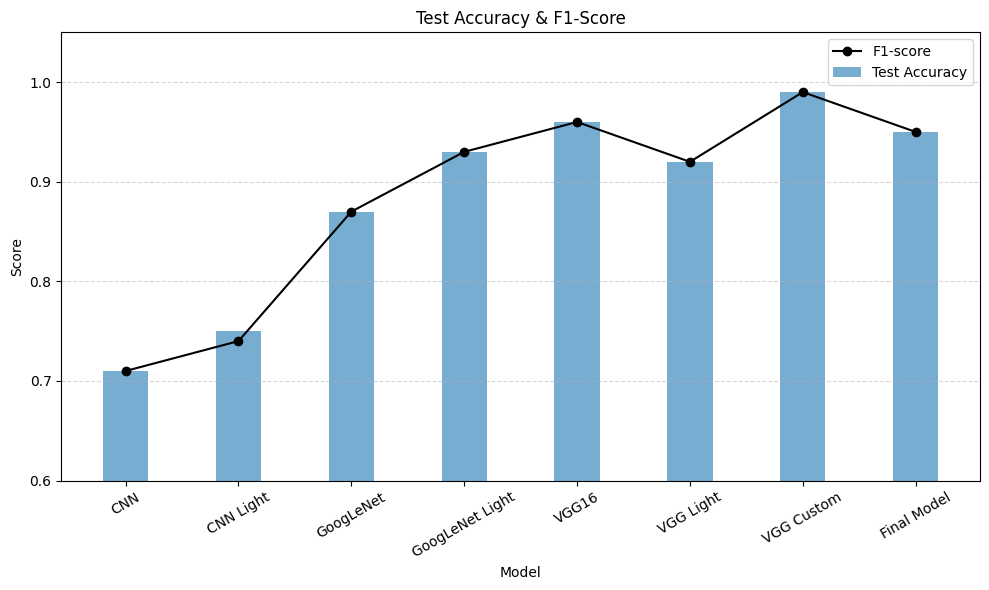 Test Accuracy & F1-Score
F1-score
Test Accuracy
Score
1.0
0.9
0.8
0.7
0.6
CNN
CNN Light
GoogLeNet
GoogLeNet Light
VGG16
VGG Light
VGG Custom
Final Model
Model